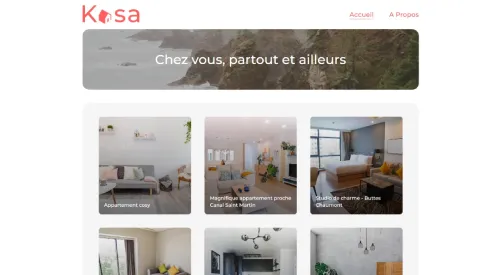 Kasa
Accueil
A Propos
Chez vous, partout et ailleurs
Appartement cosy
Magnifique appartement proche
Canal Saint Martin
Studio de charme - Buttes
Chaumont